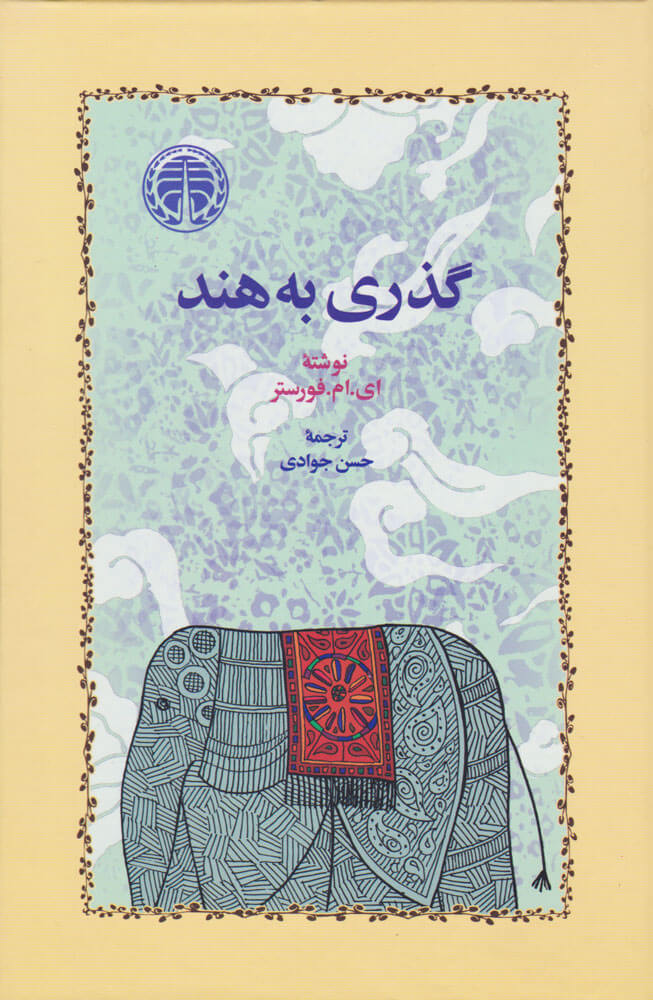 گذری به هند
نوشتهٔ
ای.ام.فورستر
ترجمهٔ
حسن جوادی